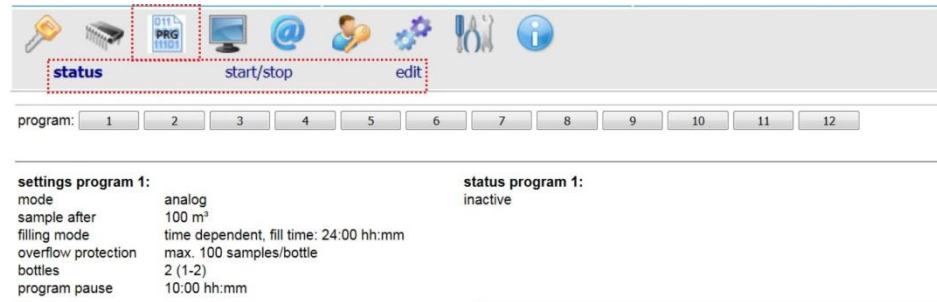 011
PRG
11101
@
i
status start/stop edit
program: 1 2 3 4 5 6 7 8 9 10 11 12
settings program 1: status program 1:
mode analog inactive
sample after 100 m³
filling mode time dependent, fill time: 24:00 hh:mm
overflow protection max. 100 samples/bottle
bottles 2 (1-2)
program pause 10:00 hh:mm